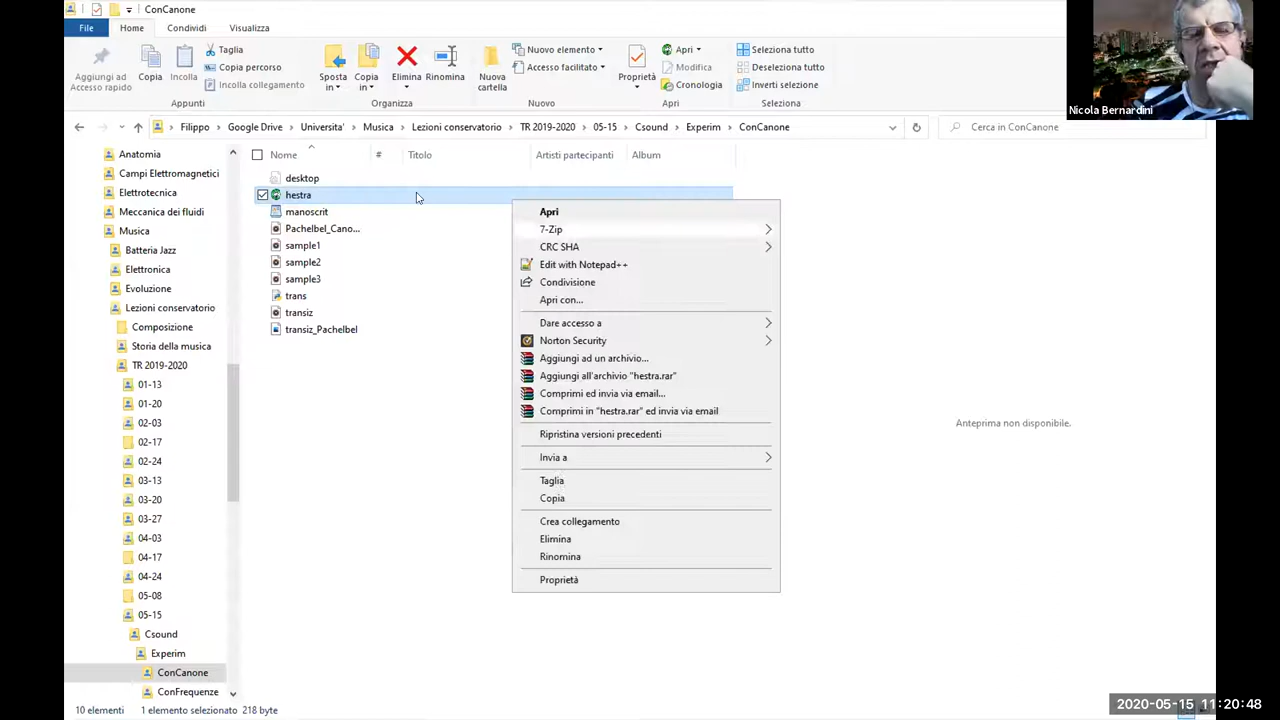 ConCanone
File Home Condividi Visualizza
Aggiungi ad Accesso rapido
Copia
Incolla
Taglia
Copia percorso
Incolla collegamento
Appunti
Sposta in
Copia in
Elimina
Rinomina
Organizza
Nuova cartella
Nuovo elemento
Accesso facilitato
Nuovo
Proprietà
Apri
Modifica
Cronologia
Apri
Seleziona tutto
Deseleziona tutto
Inverti selezione
Selezione
Nicola Bernardini
Filippo Google Drive Universita' Musica Lezioni conservatorio TR 2019-2020 05-15 Csound Experim ConCanone
Cerca in ConCanone
Anatomia
Campi Elettromagnetici
Elettrotecnica
Meccanica dei fluidi
Musica
Batteria Jazz
Elettronica
Evoluzione
Lezioni conservatorio
Composizione
Storia della musica
TR 2019-2020
01-13
01-20
02-03
02-17
02-24
03-13
03-20
03-27
04-03
04-17
04-24
05-08
05-15
Csound
Experim
ConCanone
ConFrequenze
Nome # Titolo Artisti partecipanti Album
desktop
hestra
manoscrit
Pachelbel_Cano...
sample1
sample2
sample3
trans
transiz
transiz_Pachelbel
Apri
7-Zip
CRC SHA
Edit with Notepad++
Condivisione
Apri con...
Dare accesso a
Norton Security
Aggiungi ad un archivio...
Aggiungi all'archivio "hestra.rar"
Comprimi ed invia via email...
Comprimi in "hestra.rar" ed invia via email
Ripristina versioni precedenti
Invia a
Taglia
Copia
Crea collegamento
Elimina
Rinomina
Proprietà
Anteprima non disponibile.
10 elementi 1 elemento selezionato 218 byte
2020-05-15 11:20:48